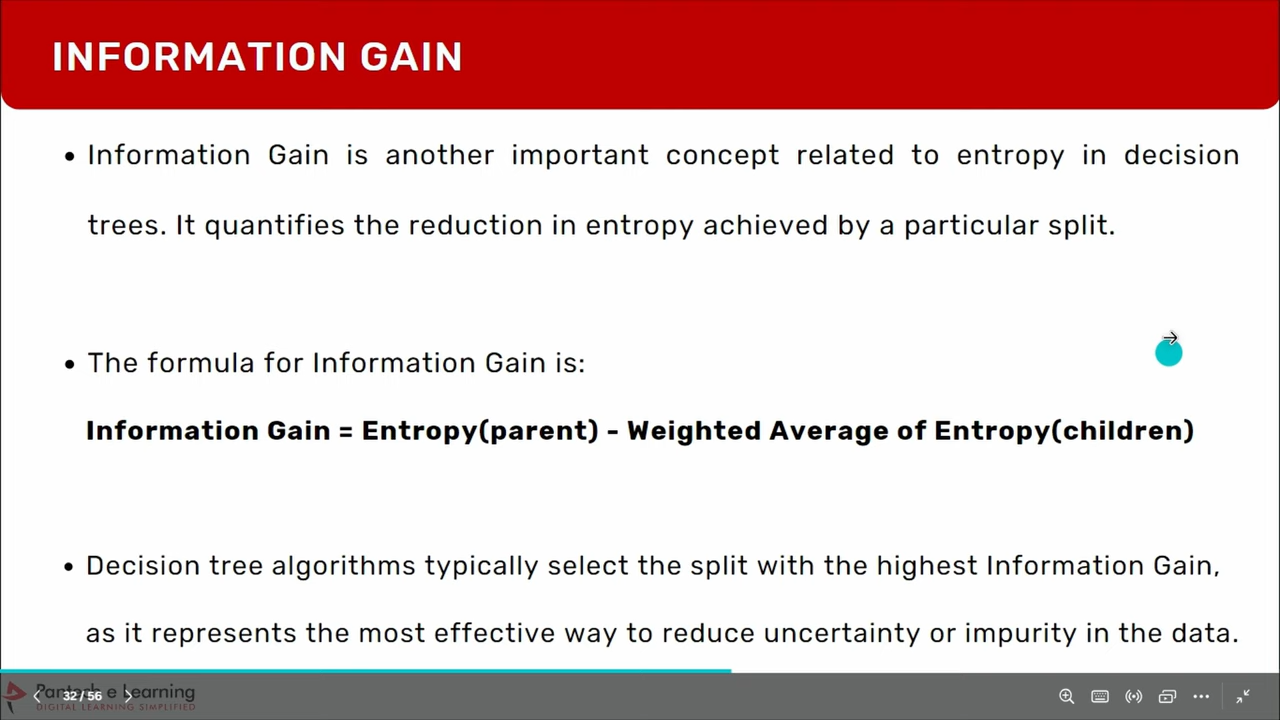 INFORMATION GAIN
• Information Gain is another important concept related to entropy in decision
trees. It quantifies the reduction in entropy achieved by a particular split.
• The formula for Information Gain is:
Information Gain = Entropy(parent) - Weighted Average of Entropy(children)
• Decision tree algorithms typically select the split with the highest Information Gain,
as it represents the most effective way to reduce uncertainty or impurity in the data.
Pantech e Learning
DIGITAL LEARNING SIMPLIFIED
32 / 56